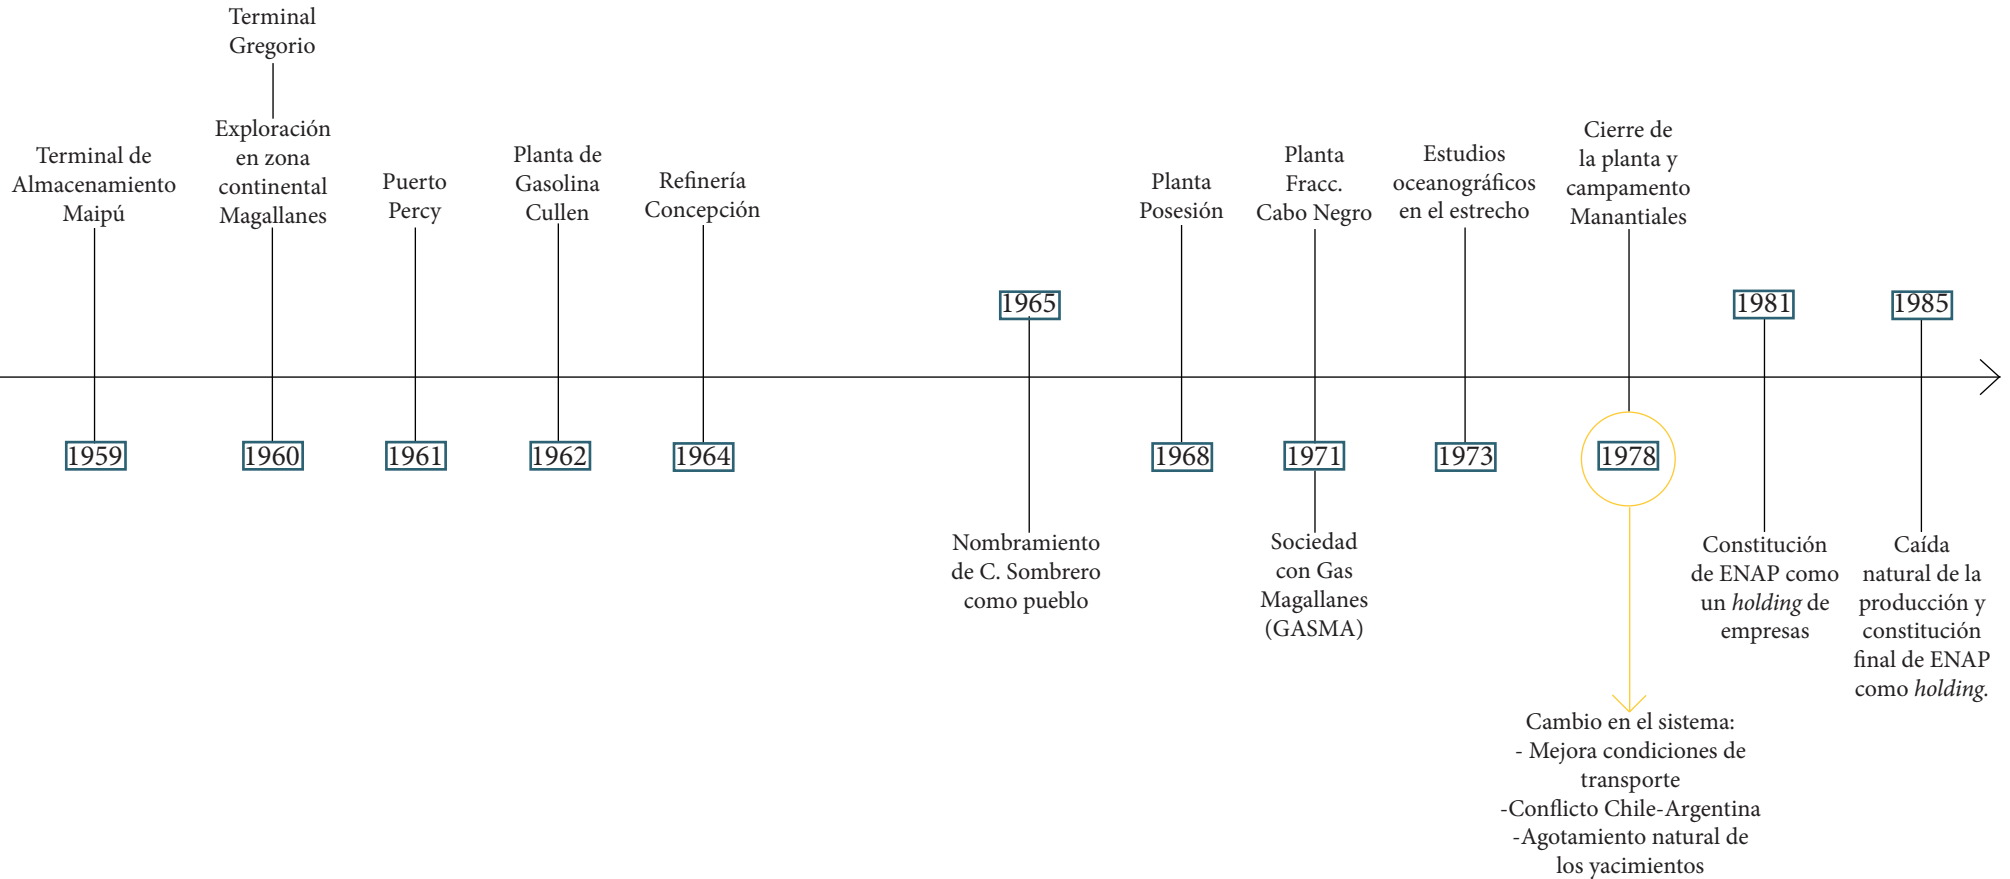 Terminal
Gregorio
Terminal de
Almacenamiento
Maipú
1959
Exploración
en zona
continental
Magallanes
1960
Puerto
Percy
1961
Planta de
Gasolina
Cullen
1962
Refinería
Concepción
1964
1965
Nombramiento
de C. Sombrero
como pueblo
Planta
Posesión
1968
Planta
Fracc.
Cabo Negro
1971
Sociedad
con Gas
Magallanes
(GASMA)
Estudios
oceanográficos
en el estrecho
1973
Cierre de
la planta y
campamento
Manantiales
1978
Cambio en el sistema:
- Mejora condiciones de
transporte
-Conflicto Chile-Argentina
-Agotamiento natural de
los yacimientos
1981
Constitución
de ENAP como
un holding de
empresas
1985
Caída
natural de la
producción y
constitución
final de ENAP
como holding.